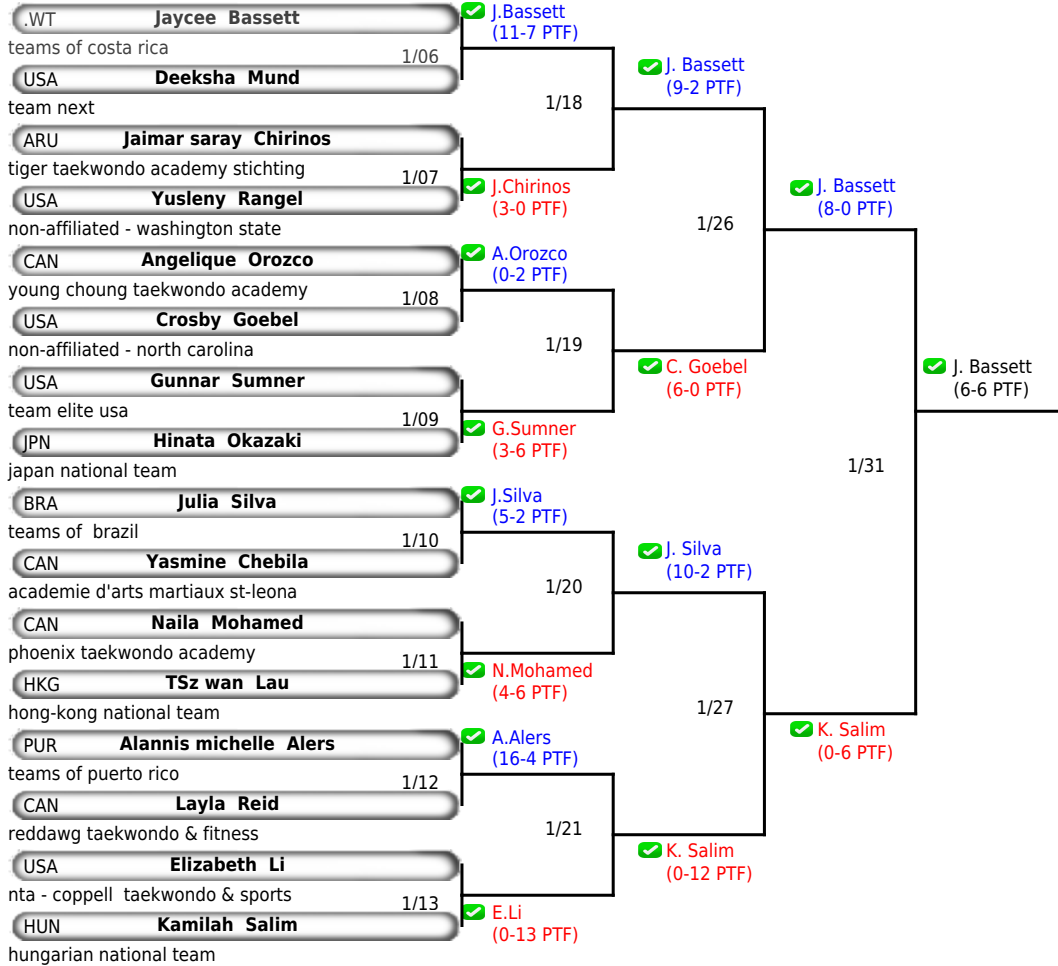 .WT Jaycee Bassett
teams of costa rica
1/06
USA Deeksha Mund
team next
ARU Jaimar saray Chirinos
tiger taekwondo academy stichting
1/07
USA Yusleny Rangel
non-affiliated - washington state
CAN Angelique Orozco
young choung taekwondo academy
1/08
USA Crosby Goebel
non-affiliated - north carolina
USA Gunnar Sumner
team elite usa
1/09
JPN Hinata Okazaki
japan national team
BRA Julia Silva
teams of brazil
1/10
CAN Yasmine Chebila
academie d'arts martiaux st-leona
CAN Naila Mohamed
phoenix taekwondo academy
1/11
HKG TSz wan Lau
hong-kong national team
PUR Alannis michelle Alers
teams of puerto rico
1/12
CAN Layla Reid
reddawg taekwondo & fitness
USA Elizabeth Li
nta - coppell taekwondo & sports
1/13
HUN Kamilah Salim
hungarian national team
J.Bassett
(11-7 PTF)
1/18
J.Chirinos
(3-0 PTF)
A.Orozco
(0-2 PTF)
1/19
G.Sumner
(3-6 PTF)
J.Silva
(5-2 PTF)
1/20
N.Mohamed
(4-6 PTF)
A.Alers
(16-4 PTF)
1/21
E.Li
(0-13 PTF)
J. Bassett
(9-2 PTF)
1/26
C. Goebel
(6-0 PTF)
J. Silva
(10-2 PTF)
1/27
K. Salim
(0-12 PTF)
J. Bassett
(8-0 PTF)
1/31
K. Salim
(0-6 PTF)
J. Bassett
(6-6 PTF)